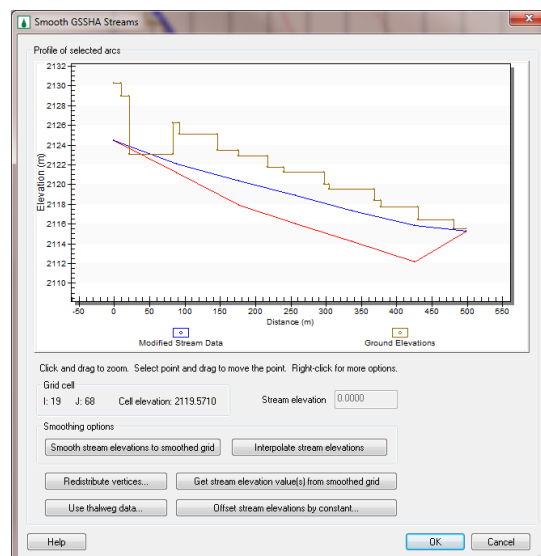 Smooth GSSHA Streams
Profile of selected arcs
2132
2130
2128
2126
2124
2122
2120
2118
2116
2114
2112
2110
Elevation (m)
-50 0 50 100 150 200 250 300 350 400 450 500 550
Distance (m)
Modified Stream Data Ground Elevations
Click and drag to zoom. Select point and drag to move the point. Right-click for more options.
Grid cell
I: 19 J: 68 Cell elevation: 2119.5710 Stream elevation 0.0000
Smoothing options
Smooth stream elevations to smoothed grid Interpolate stream elevations
Redistribute vertices... Get stream elevation value(s) from smoothed grid
Use thalweg data... Offset stream elevations by constant...
Help OK Cancel